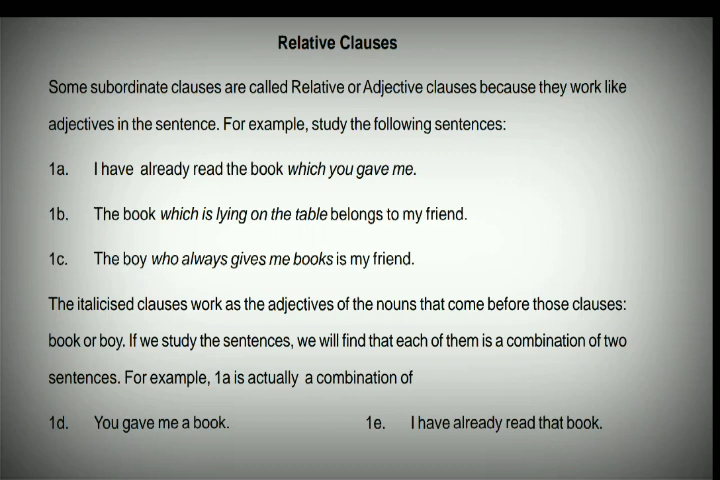 Relative Clauses
Some subordinate clauses are called Relative or Adjective clauses because they work like
adjectives in the sentence. For example, study the following sentences:
1a. I have already read the book which you gave me.
1b. The book which is lying on the table belongs to my friend.
1c. The boy who always gives me books is my friend.
The italicised clauses work as the adjectives of the nouns that come before those clauses:
book or boy. If we study the sentences, we will find that each of them is a combination of two
sentences. For example, 1a is actually a combination of
1d. You gave me a book. 1e. I have already read that book.